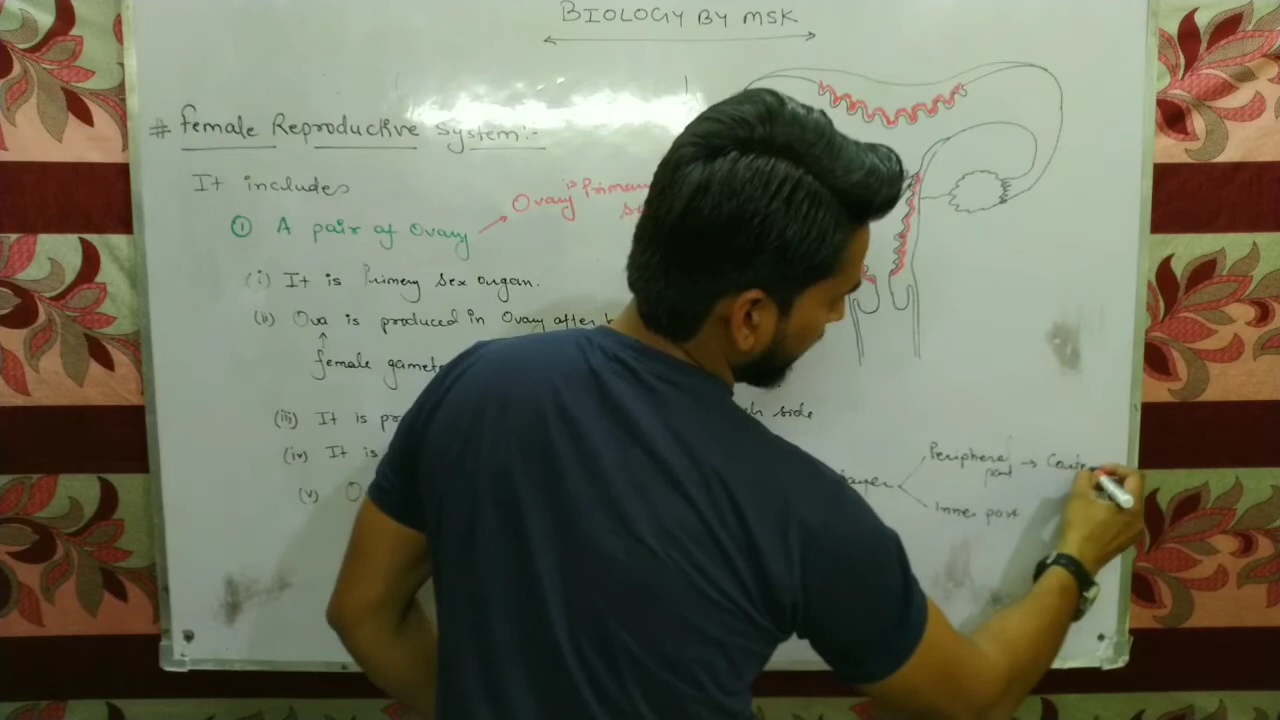 BIOLOGY BY MSK
# female Reproductive System:-
It includes
① A pair of Ovary → Ovary is Primary
(i) It is Primary sex organ.
(ii) Ova is produced in Ovary after
↑
female gamete
(iii) It is side
(iv) It is
(v)
Peripheral part →
Inner part